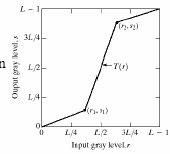 L − 1
(r₂, s₂)
3L/4
n
Ouput gray level, s
L/2
T(r)
L/4
(r₁, s₁)
0
0 L/4 L/2 3L/4 L − 1
Input gray level, r